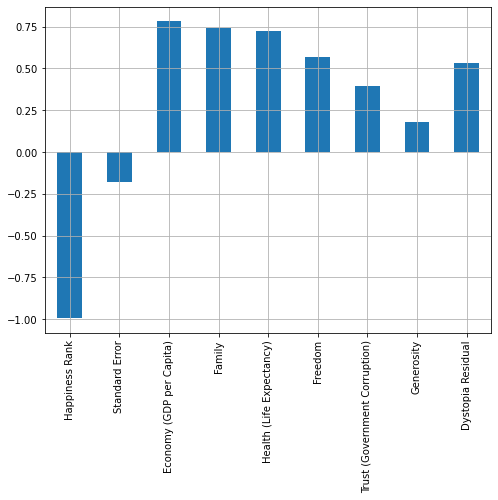 0.75
0.50
0.25
0.00
−0.25
−0.50
−0.75
−1.00
Happiness Rank
Standard Error
Economy (GDP per Capita)
Family
Health (Life Expectancy)
Freedom
Trust (Government Corruption)
Generosity
Dystopia Residual